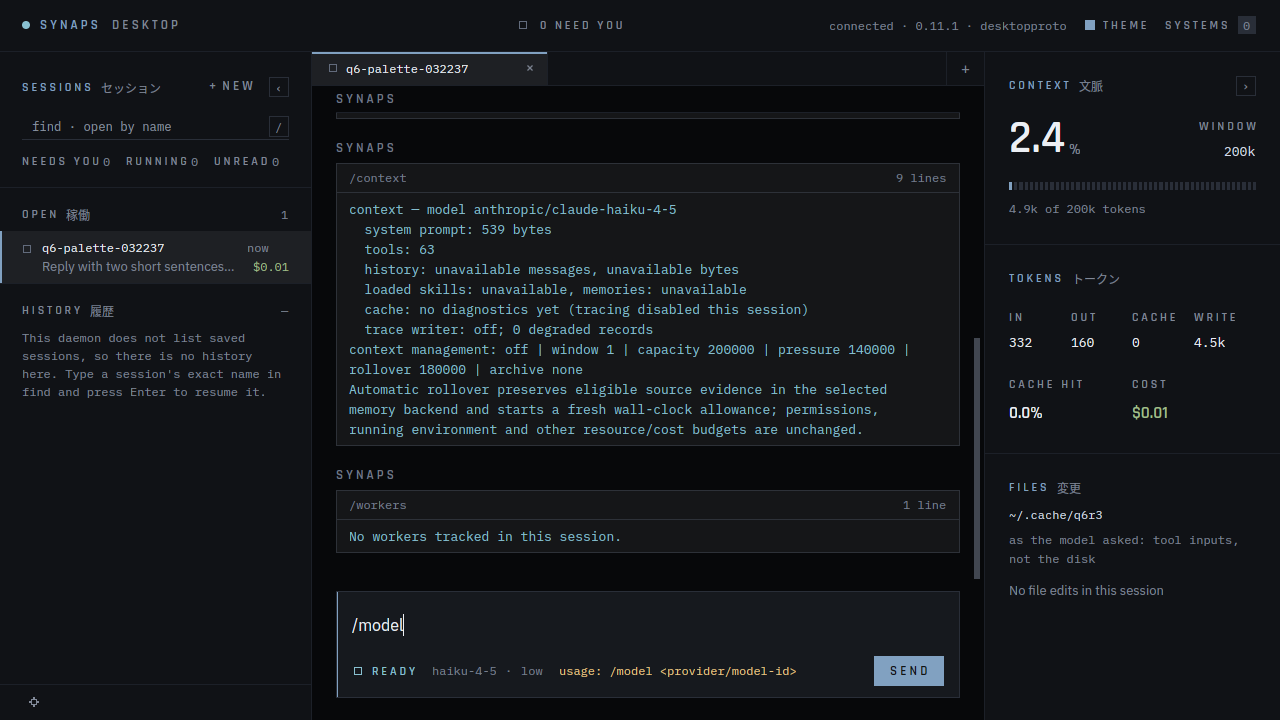 SYNAPS DESKTOP
0 NEED YOU
connected · 0.11.1 · desktopproto
THEME
SYSTEMS 0
SESSIONS セッション
+ NEW
‹
find · open by name
/
NEEDS YOU 0 RUNNING 0 UNREAD 0
OPEN 稼働 1
q6-palette-032237 now
Reply with two short sentences... $0.01
HISTORY 履歴 —
This daemon does not list saved
sessions, so there is no history
here. Type a session's exact name in
find and press Enter to resume it.
q6-palette-032237 ×
+
SYNAPS
SYNAPS
/context 9 lines
context — model anthropic/claude-haiku-4-5
system prompt: 539 bytes
tools: 63
history: unavailable messages, unavailable bytes
loaded skills: unavailable, memories: unavailable
cache: no diagnostics yet (tracing disabled this session)
trace writer: off; 0 degraded records
context management: off | window 1 | capacity 200000 | pressure 140000 |
rollover 180000 | archive none
Automatic rollover preserves eligible source evidence in the selected
memory backend and starts a fresh wall-clock allowance; permissions,
running environment and other resource/cost budgets are unchanged.
SYNAPS
/workers 1 line
No workers tracked in this session.
/model
READY haiku-4-5 · low usage: /model <provider/model-id>
SEND
CONTEXT 文脈
›
2.4 %
WINDOW
200k
4.9k of 200k tokens
TOKENS トークン
IN OUT CACHE WRITE
332 160 0 4.5k
CACHE HIT COST
0.0% $0.01
FILES 変更
~/.cache/q6r3
as the model asked: tool inputs,
not the disk
No file edits in this session